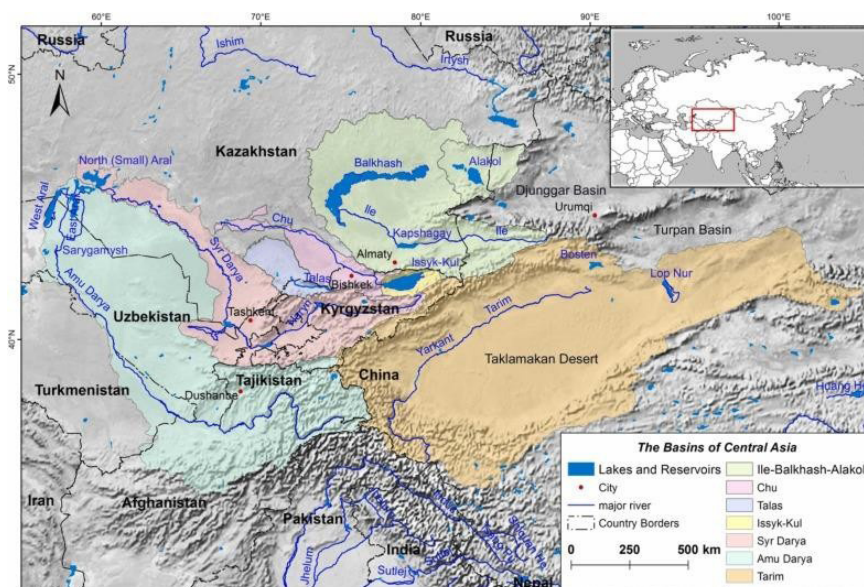 70°E
80°E
90°E
100°E
50°N
40°N
N
Russia
Russia
Ishim
Irtysh
Kazakhstan
North (Small) Aral
West Aral
East Aral
Balkhash
Alakol
Djunggar Basin
Urumqi
Ile
Kapshagay
Ile
Turpan Basin
Chu
Almaty
Issyk-Kul
Bosten
Sarygamysh
Syr Darya
Talas
Bishkek
Lop Nur
Amu Darya
Tashkent
Naryn
Kyrgyzstan
Tarim
Uzbekistan
Yarkant
Taklamakan Desert
China
Turkmenistan
Tajikistan
Dushanbe
Iran
Afghanistan
Pakistan
India
Jhelum
Sutlej
Nepal
The Basins of Central Asia
Lakes and Reservoirs
City
major river
Country Borders
0 250 500 km
Ile-Balkhash-Alakol
Chu
Talas
Issyk-Kul
Syr Darya
Amu Darya
Tarim